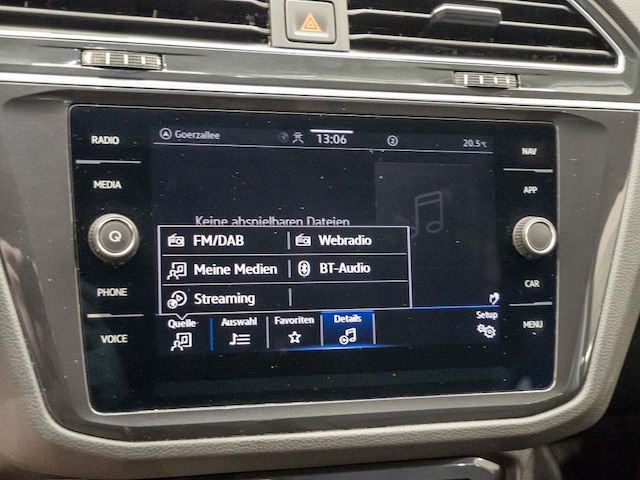 RADIO
MEDIA
PHONE
VOICE
Goerzallee
13:06
2
20.5°C
Keine abspielbaren Dateien
FM/DAB
Webradio
Meine Medien
BT-Audio
Streaming
Quelle
Auswahl
Favoriten
Details
Setup
NAV
APP
CAR
MENU